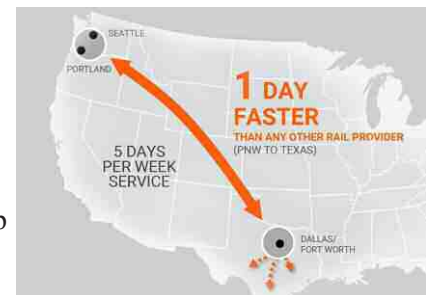 SEATTLE
PORTLAND
1 DAY
FASTER
THAN ANY OTHER RAIL PROVIDER
(PNW TO TEXAS)
5 DAYS
PER WEEK
SERVICE
DALLAS/
FORT WORTH